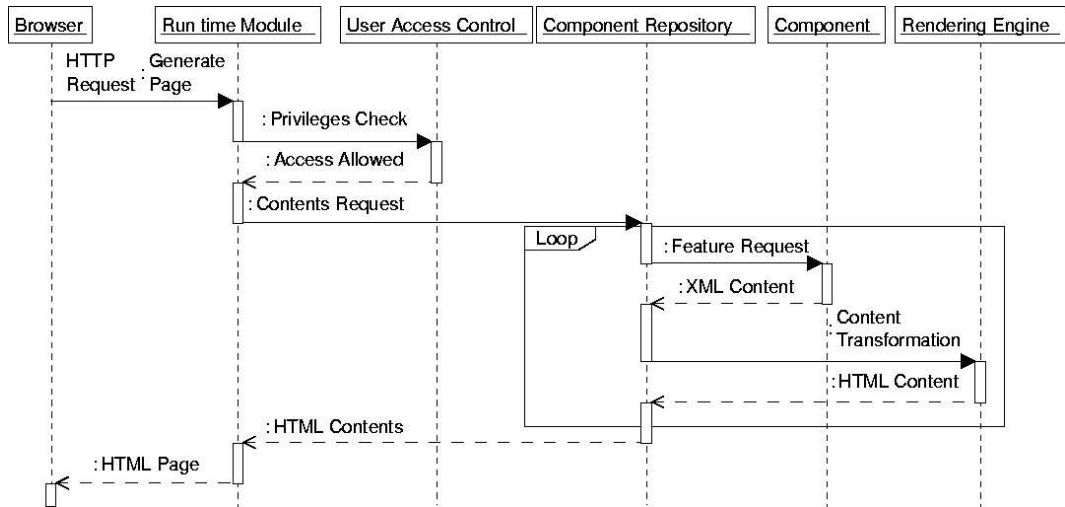 Browser
Run time Module
User Access Control
Component Repository
Component
Rendering Engine
HTTP Request
: Generate Page
: Privileges Check
: Access Allowed
: Contents Request
Loop
: Feature Request
: XML Content
: Content
Transformation
: HTML Content
: HTML Contents
: HTML Page